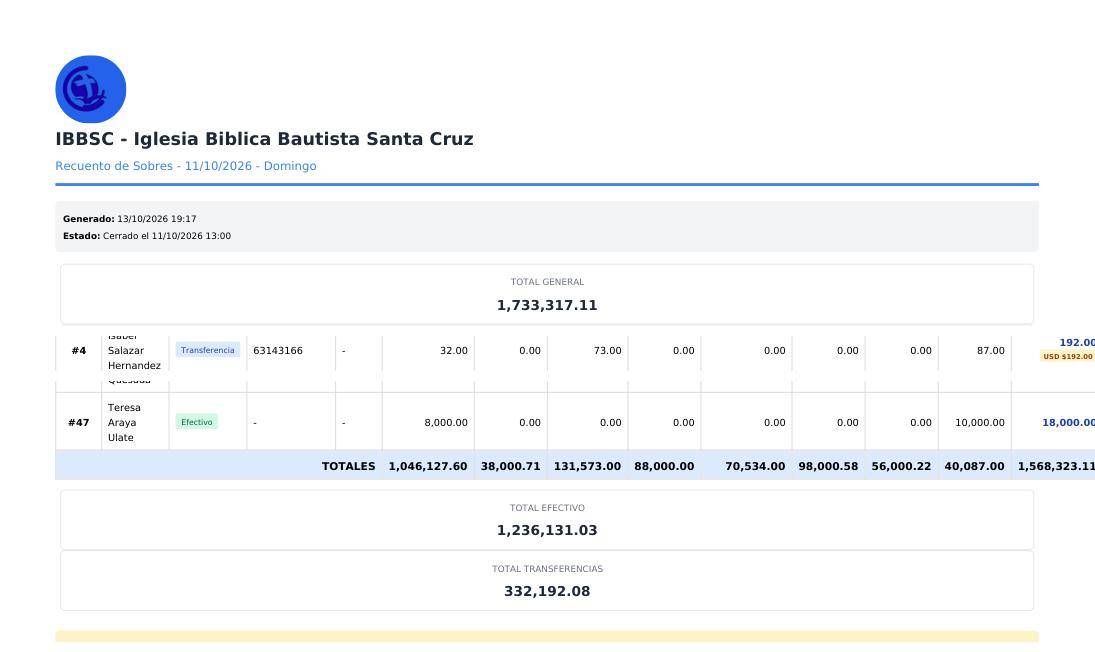 IBBSC - Iglesia Biblica Bautista Santa Cruz
Recuento de Sobres - 11/10/2026 - Domingo
Generado: 13/10/2026 19:17
Estado: Cerrado el 11/10/2026 13:00
TOTAL GENERAL
1,733,317.11
#4 Isabel Salazar Hernandez Transferencia 63143166 - 32.00 0.00 73.00 0.00 0.00 0.00 0.00 87.00 192.00
USD $192.00
Quesada
#47 Teresa Araya Ulate Efectivo - - 8,000.00 0.00 0.00 0.00 0.00 0.00 0.00 10,000.00 18,000.00
TOTALES 1,046,127.60 38,000.71 131,573.00 88,000.00 70,534.00 98,000.58 56,000.22 40,087.00 1,568,323.11
TOTAL EFECTIVO
1,236,131.03
TOTAL TRANSFERENCIAS
332,192.08